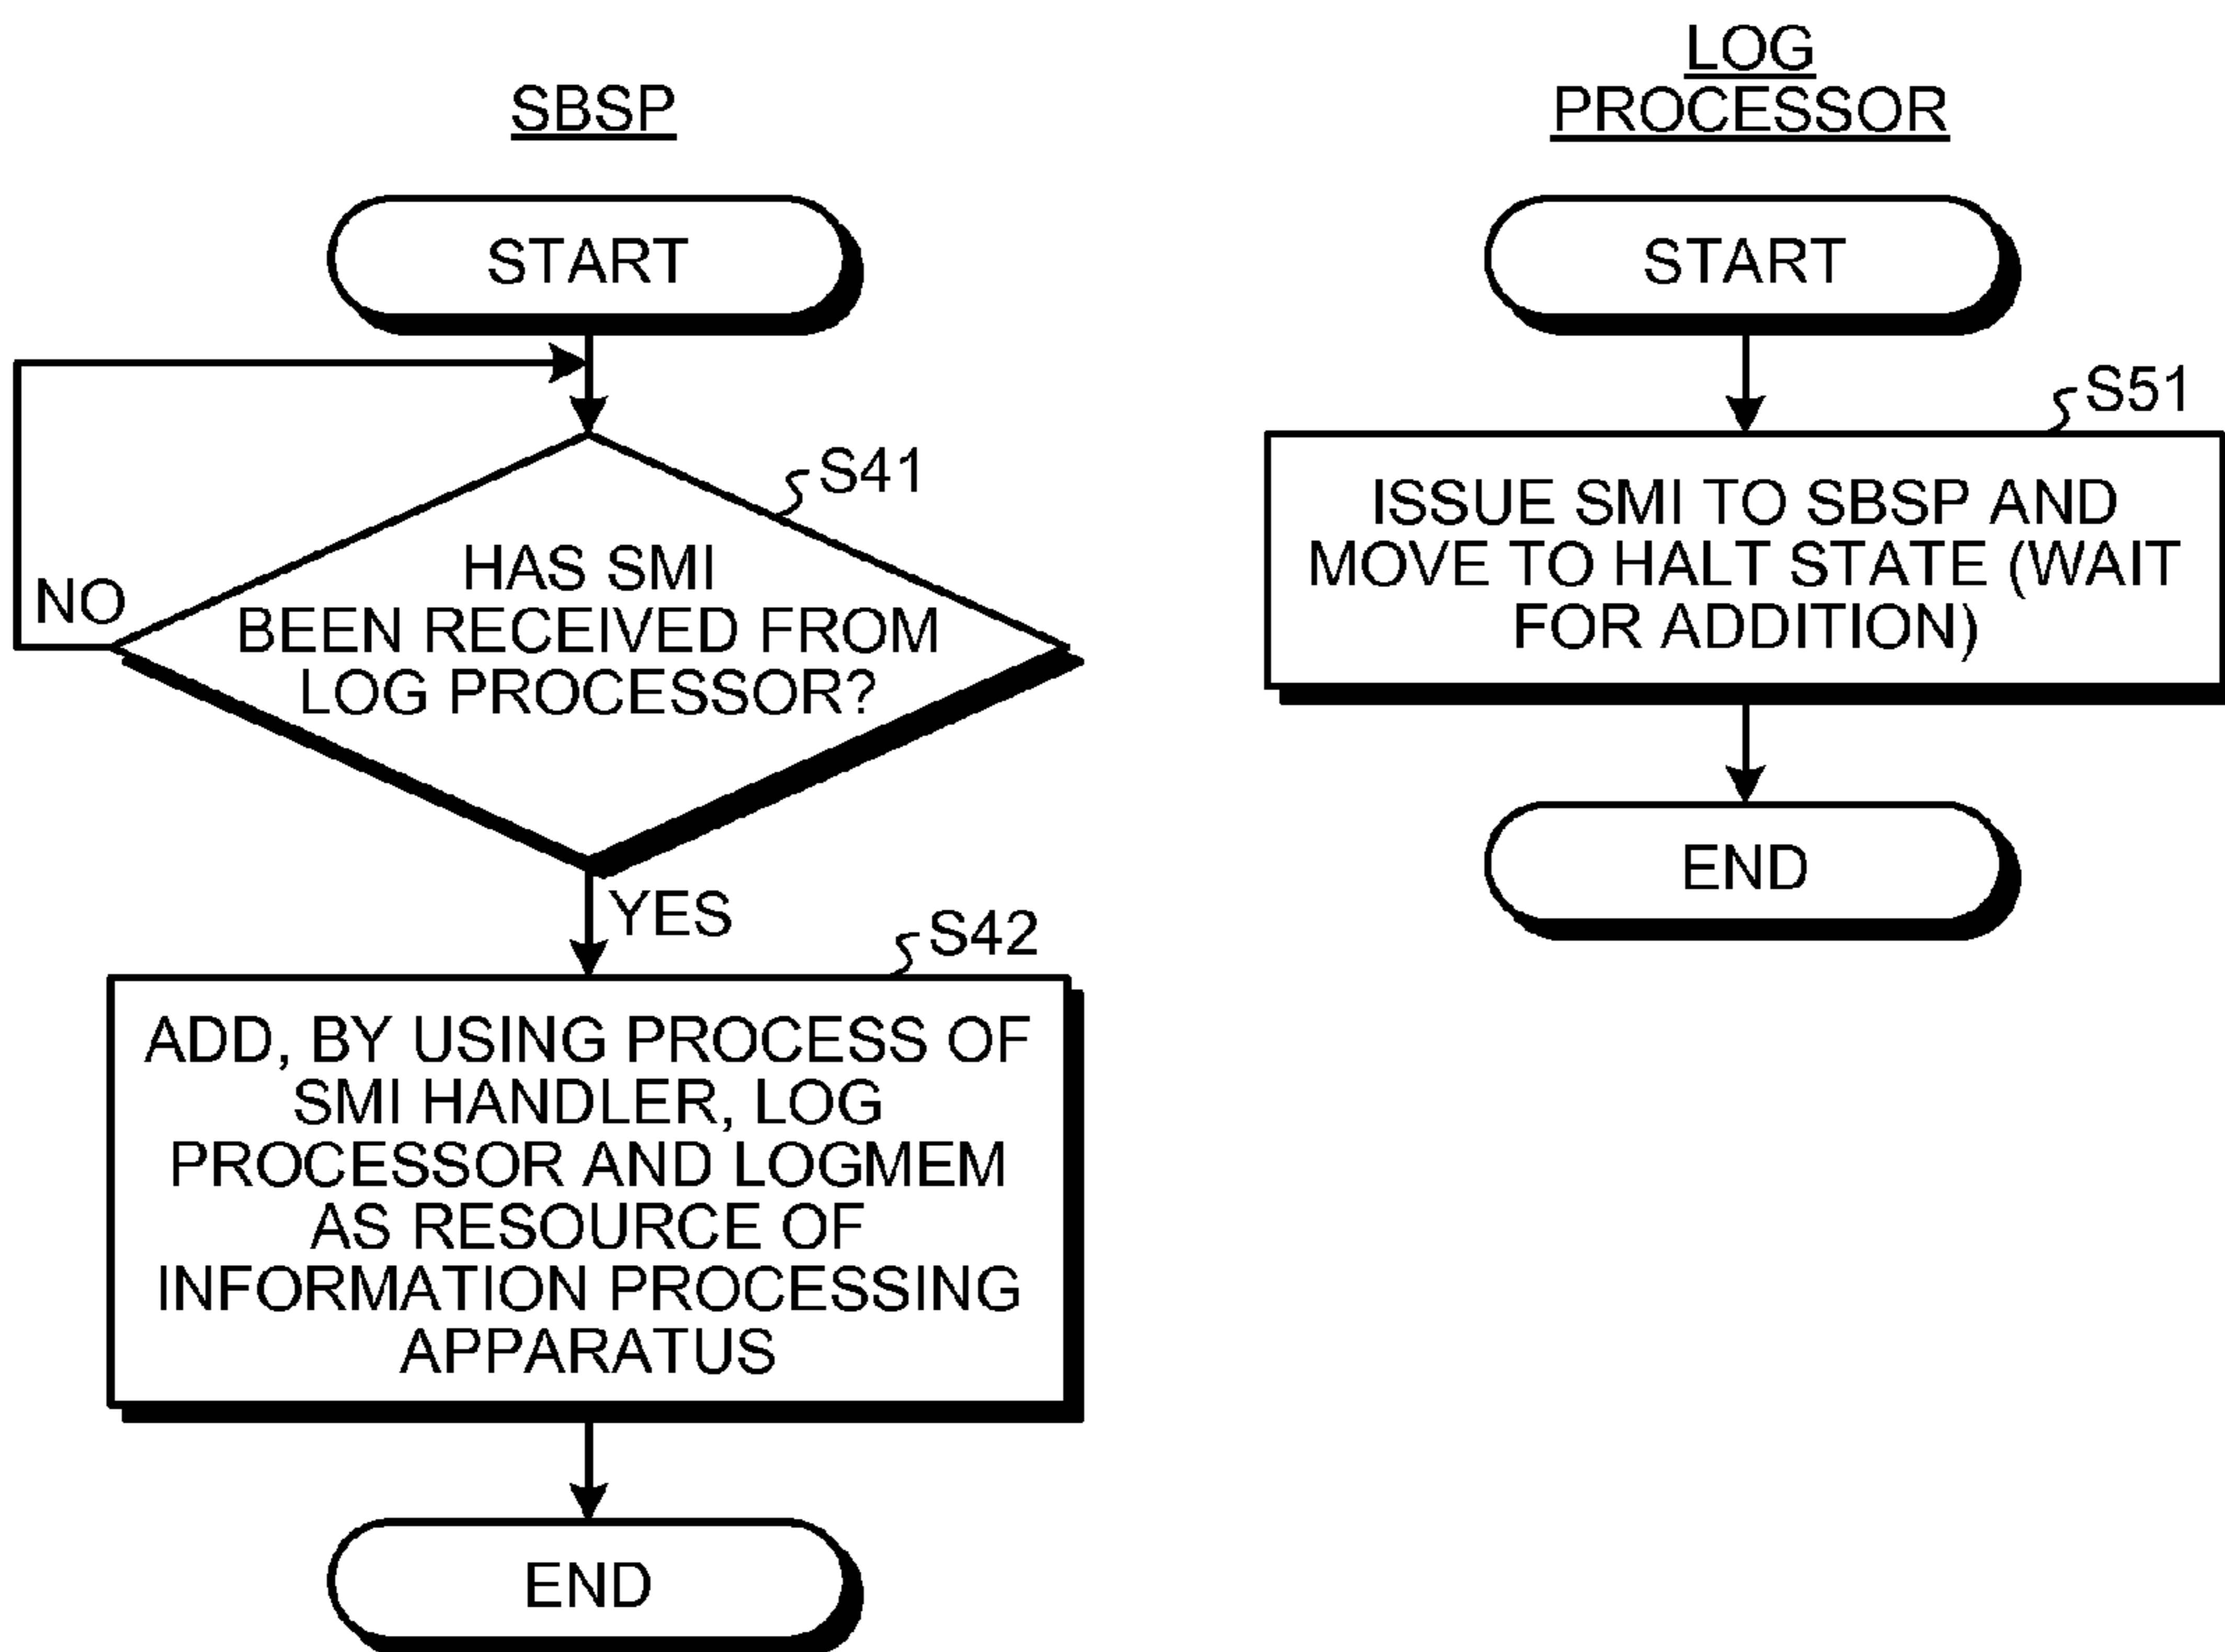 SBSP
START
S41
HAS SMI
BEEN RECEIVED FROM
LOG PROCESSOR?
NO
YES
S42
ADD, BY USING PROCESS OF
SMI HANDLER, LOG
PROCESSOR AND LOGMEM
AS RESOURCE OF
INFORMATION PROCESSING
APPARATUS
END
LOG
PROCESSOR
START
S51
ISSUE SMI TO SBSP AND
MOVE TO HALT STATE (WAIT
FOR ADDITION)
END